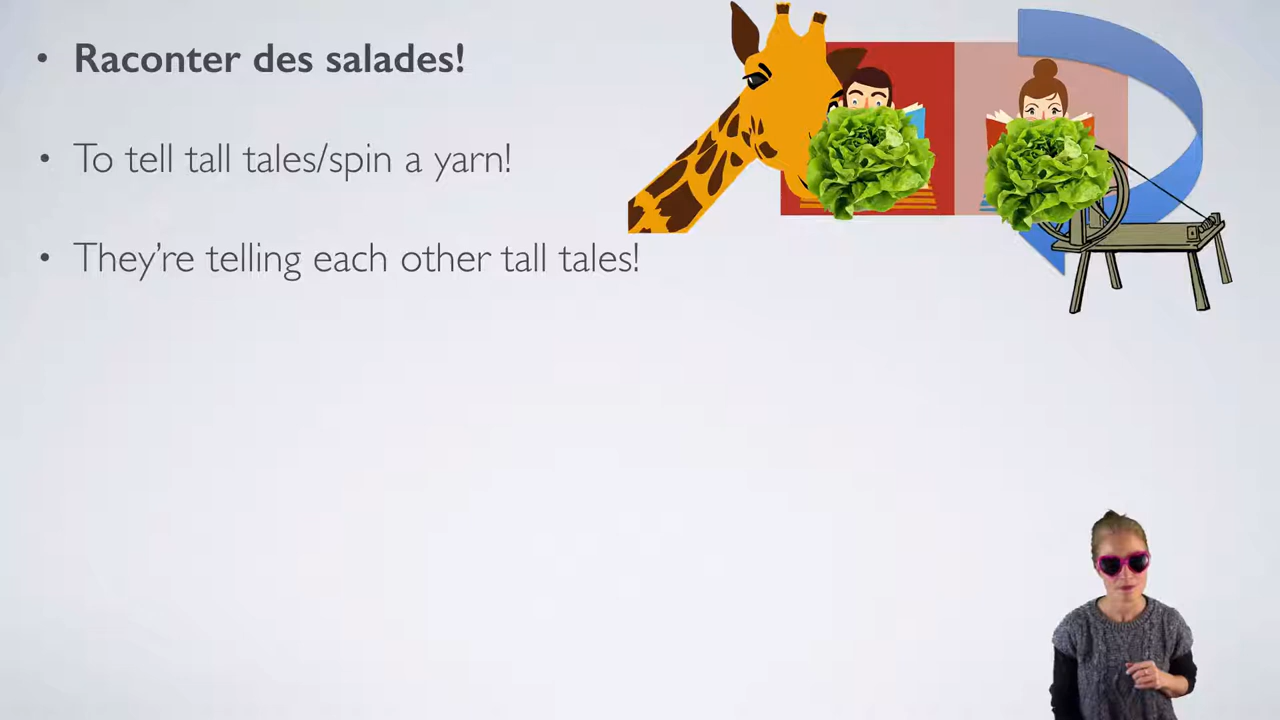 Raconter des salades!
To tell tall tales/spin a yarn!
They’re telling each other tall tales!